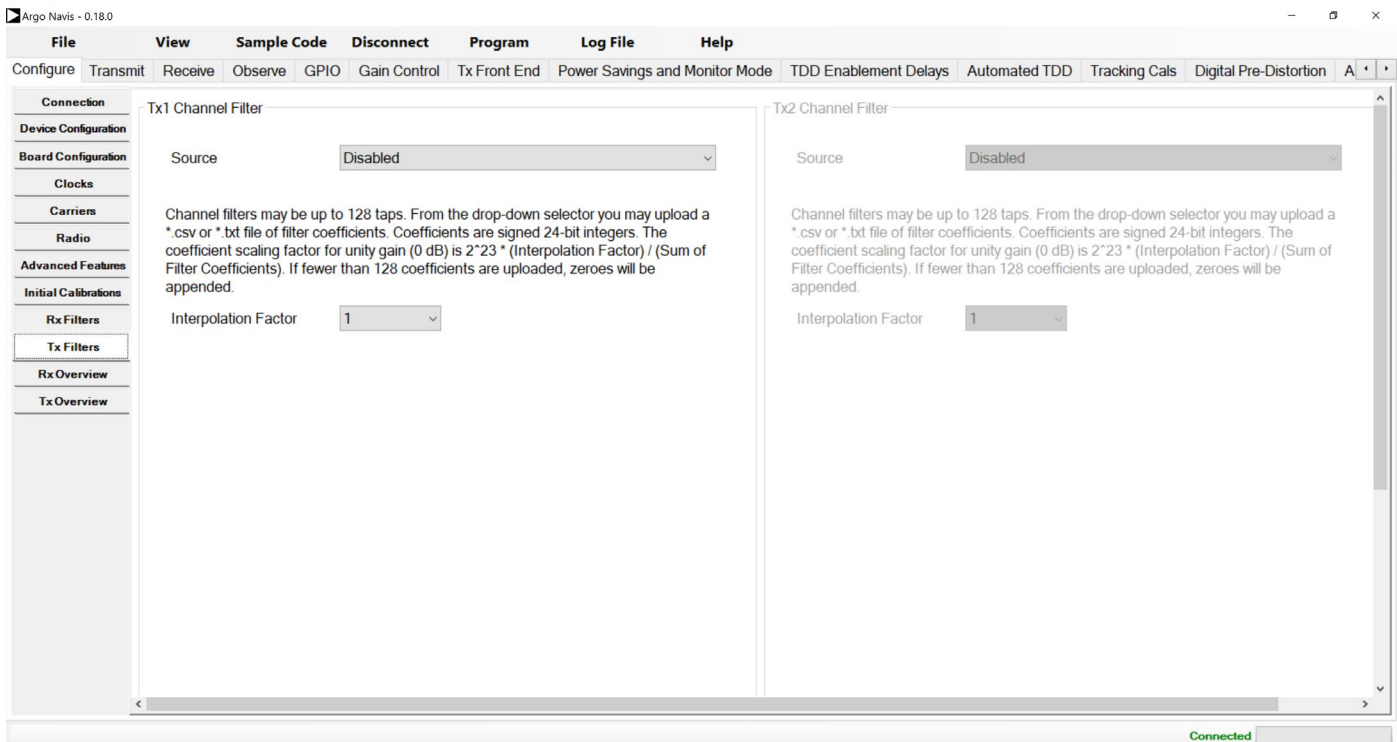 Argo Navis - 0.18.0
File View Sample Code Disconnect Program Log File Help
Configure Transmit Receive Observe GPIO Gain Control Tx Front End Power Savings and Monitor Mode TDD Enablement Delays Automated TDD Tracking Cals Digital Pre-Distortion A
Connection
Device Configuration
Board Configuration
Clocks
Carriers
Radio
Advanced Features
Initial Calibrations
Rx Filters
Tx Filters
Rx Overview
Tx Overview
Tx1 Channel Filter
Source Disabled
Channel filters may be up to 128 taps. From the drop-down selector you may upload a
*.csv or *.txt file of filter coefficients. Coefficients are signed 24-bit integers. The
coefficient scaling factor for unity gain (0 dB) is 2^23 * (Interpolation Factor) / (Sum of
Filter Coefficients). If fewer than 128 coefficients are uploaded, zeroes will be
appended.
Interpolation Factor 1
Tx2 Channel Filter
Source Disabled
Channel filters may be up to 128 taps. From the drop-down selector you may upload a
*.csv or *.txt file of filter coefficients. Coefficients are signed 24-bit integers. The
coefficient scaling factor for unity gain (0 dB) is 2^23 * (Interpolation Factor) / (Sum of
Filter Coefficients). If fewer than 128 coefficients are uploaded, zeroes will be
appended.
Interpolation Factor 1
Connected